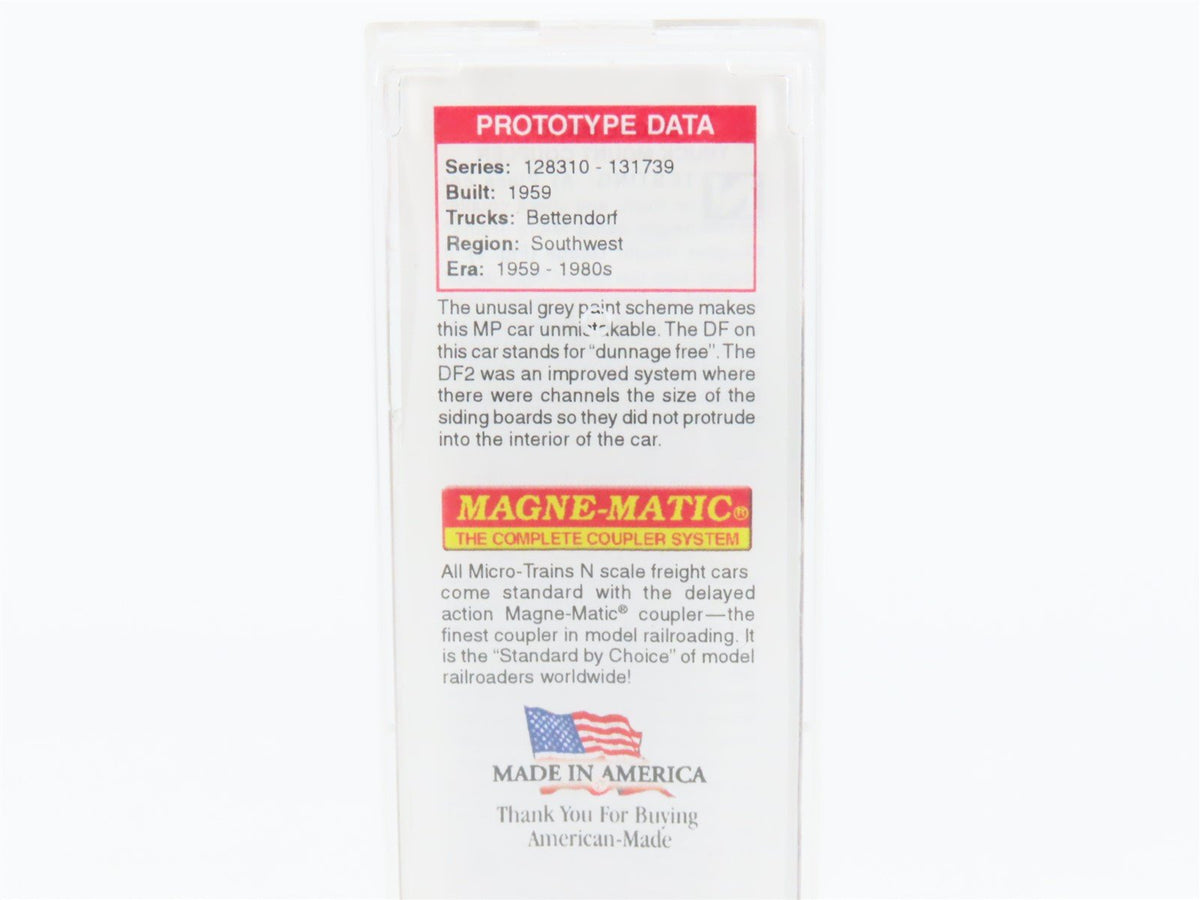 PROTOTYPE DATA
Series: 128310 - 131739
Built: 1959
Trucks: Bettendorf
Region: Southwest
Era: 1959 - 1980s
The unusal grey paint scheme makes
this MP car unmistakable. The DF on
this car stands for “dunnage free”. The
DF2 was an improved system where
there were channels the size of the
siding boards so they did not protrude
into the interior of the car.
MAGNE-MATIC®
THE COMPLETE COUPLER SYSTEM
All Micro-Trains N scale freight cars
come standard with the delayed
action Magne-Matic® coupler—the
finest coupler in model railroading. It
is the “Standard by Choice” of model
railroaders worldwide!
MADE IN AMERICA
Thank You For Buying
American-Made